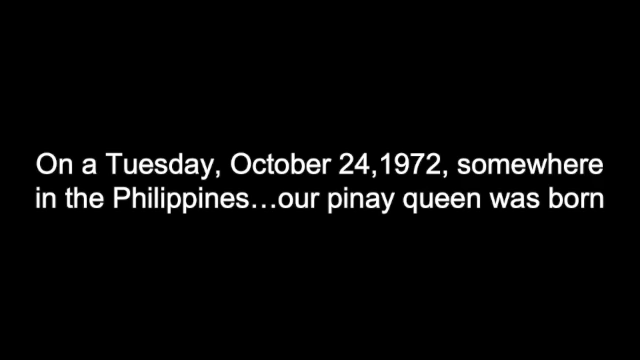 On a Tuesday, October 24,1972, somewhere
in the Philippines…our pinay queen was born